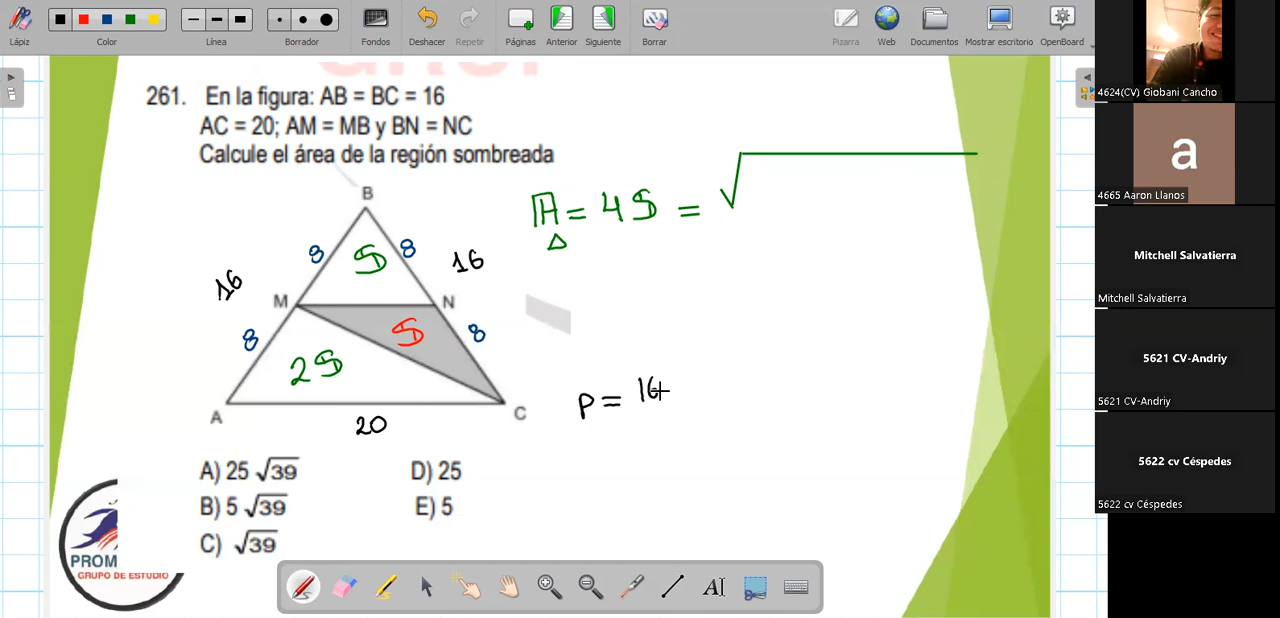 Lápiz
Color
Línea
Borrador
Fondos
Deshacer
Repetir
Páginas
Anterior
Siguiente
Borrar
Pizarra
Web
Documentos
Mostrar escritorio
OpenBoard
261. En la figura: AB = BC = 16
AC = 20; AM = MB y BN = NC
Calcule el área de la región sombreada
B
8
S
8
16
16
M
N
8
S
8
2S
A
20
C
A = 4S = √
Δ
P = 16
A) 25 √39
D) 25
B) 5 √39
E) 5
C) √39
PROM
GRUPO DE ESTUDIO
AI
4624(CV) Giobani Cancho
a
4665 Aaron Llanos
Mitchell Salvatierra
Mitchell Salvatierra
5621 CV-Andriy
5621 CV-Andriy
5622 cv Céspedes
5622 cv Céspedes